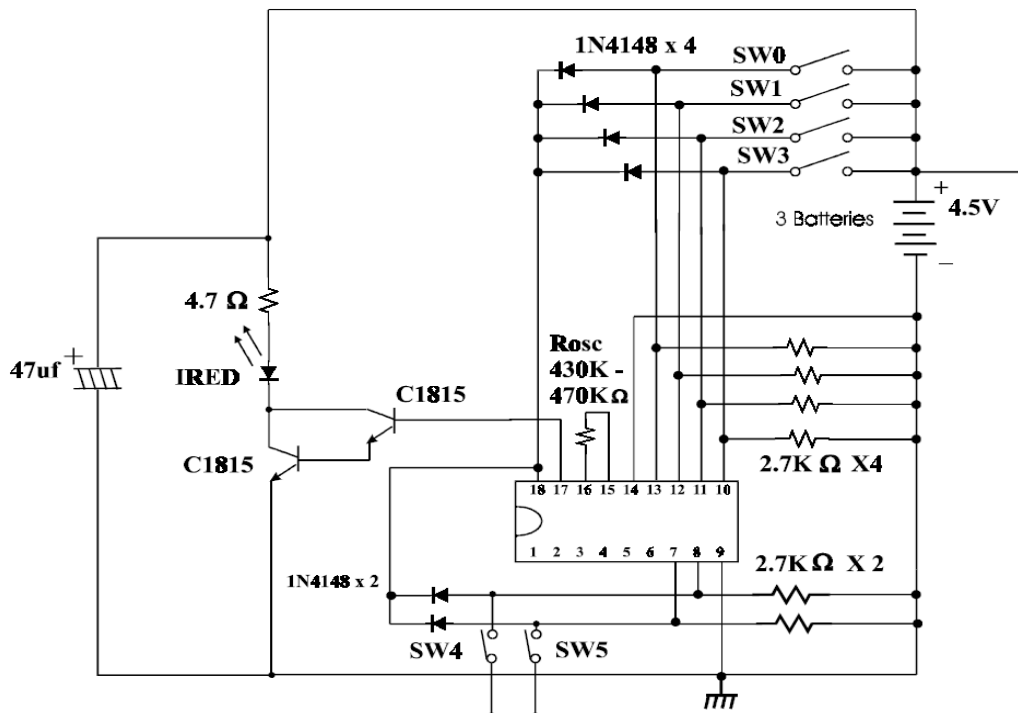 1N4148 x 4
SW0
SW1
SW2
SW3
+
4.5V
3 Batteries
−
4.7 Ω
+
47uf
IRED
C1815
C1815
Rosc
430K -
470KΩ
2.7K Ω X4
18 17 16 15 14 13 12 11 10
1 2 3 4 5 6 7 8 9
2.7K Ω X 2
1N4148 x 2
SW4
SW5